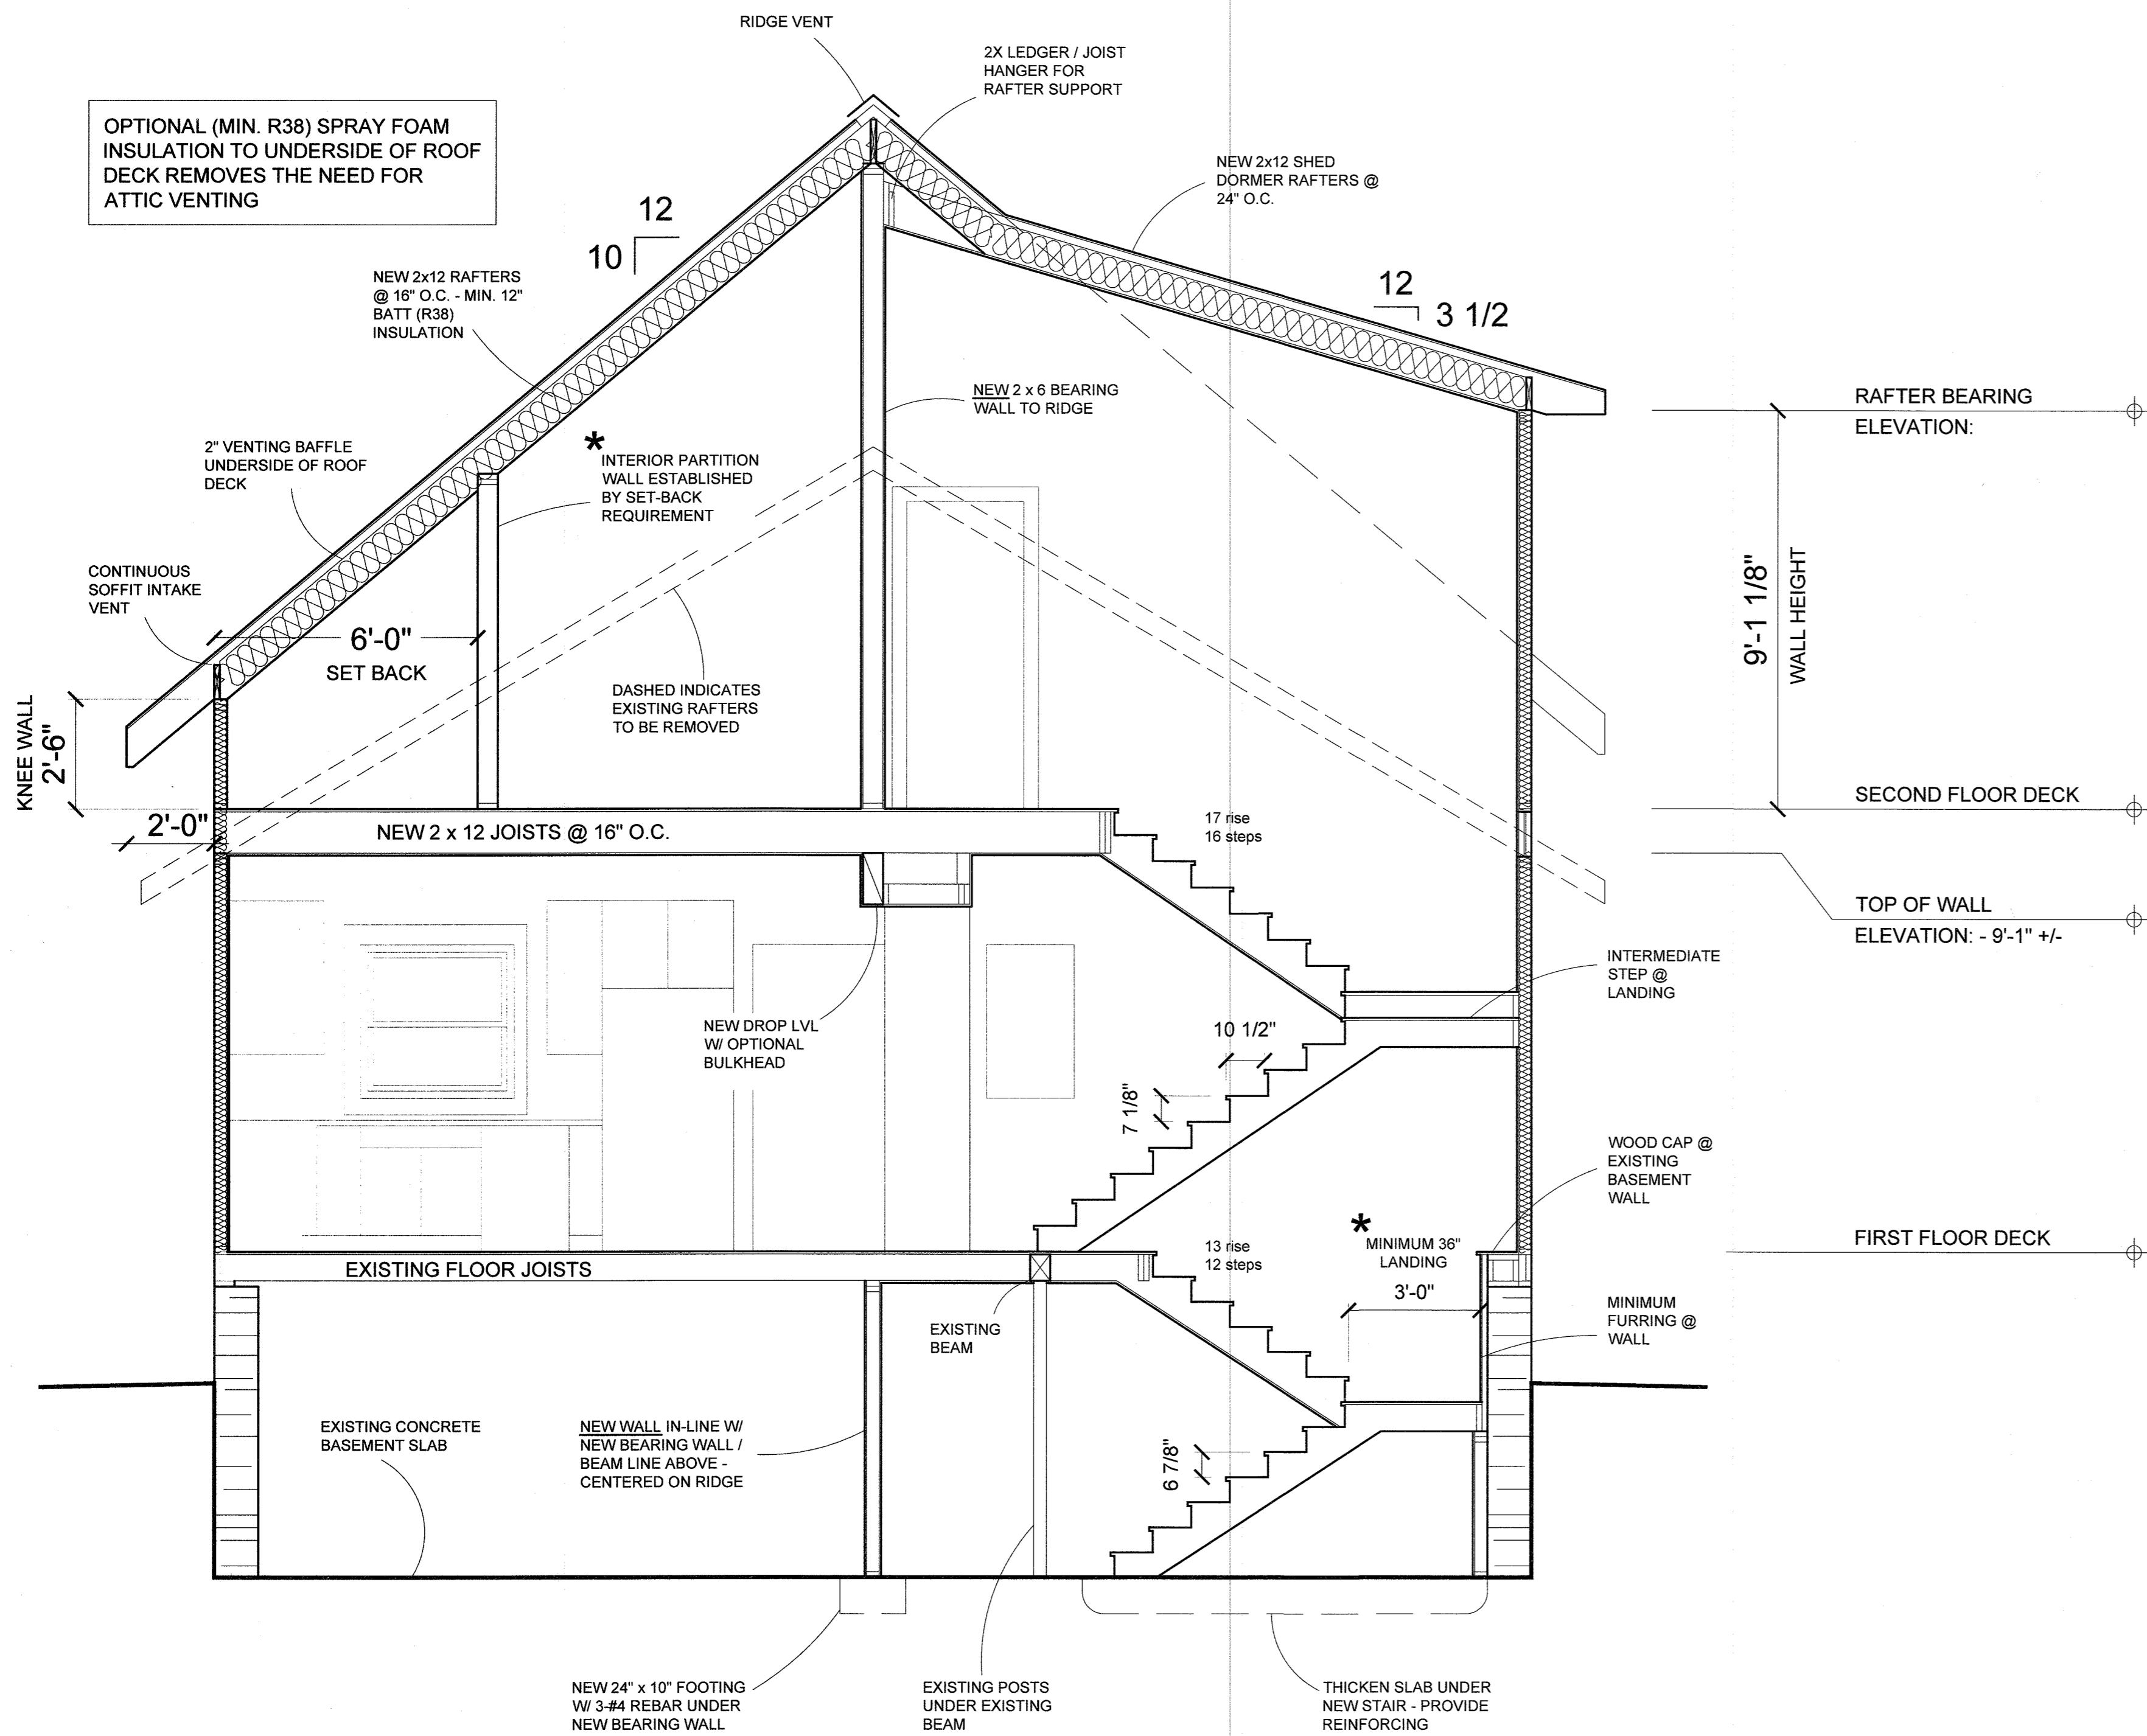 RIDGE VENT
2X LEDGER / JOIST
HANGER FOR
RAFTER SUPPORT
OPTIONAL (MIN. R38) SPRAY FOAM
INSULATION TO UNDERSIDE OF ROOF
DECK REMOVES THE NEED FOR
ATTIC VENTING
NEW 2x12 SHED
DORMER RAFTERS @
24" O.C.
12
10
NEW 2x12 RAFTERS
@ 16" O.C. - MIN. 12"
BATT (R38)
INSULATION
12
3 1/2
NEW 2 x 6 BEARING
WALL TO RIDGE
RAFTER BEARING
ELEVATION:
2" VENTING BAFFLE
UNDERSIDE OF ROOF
DECK
*
INTERIOR PARTITION
WALL ESTABLISHED
BY SET-BACK
REQUIREMENT
CONTINUOUS
SOFFIT INTAKE
VENT
9'-1 1/8"
WALL HEIGHT
6'-0"
SET BACK
DASHED INDICATES
EXISTING RAFTERS
TO BE REMOVED
KNEE WALL
2'-6"
SECOND FLOOR DECK
2'-0"
NEW 2 x 12 JOISTS @ 16" O.C.
17 rise
16 steps
TOP OF WALL
ELEVATION: - 9'-1" +/-
INTERMEDIATE
STEP @
LANDING
NEW DROP LVL
W/ OPTIONAL
BULKHEAD
10 1/2"
7 1/8"
WOOD CAP @
EXISTING
BASEMENT
WALL
*
MINIMUM 36"
LANDING
3'-0"
FIRST FLOOR DECK
13 rise
12 steps
EXISTING FLOOR JOISTS
MINIMUM
FURRING @
WALL
EXISTING
BEAM
EXISTING CONCRETE
BASEMENT SLAB
NEW WALL IN-LINE W/
NEW BEARING WALL /
BEAM LINE ABOVE -
CENTERED ON RIDGE
6 7/8"
NEW 24" x 10" FOOTING
W/ 3-#4 REBAR UNDER
NEW BEARING WALL
EXISTING POSTS
UNDER EXISTING
BEAM
THICKEN SLAB UNDER
NEW STAIR - PROVIDE
REINFORCING